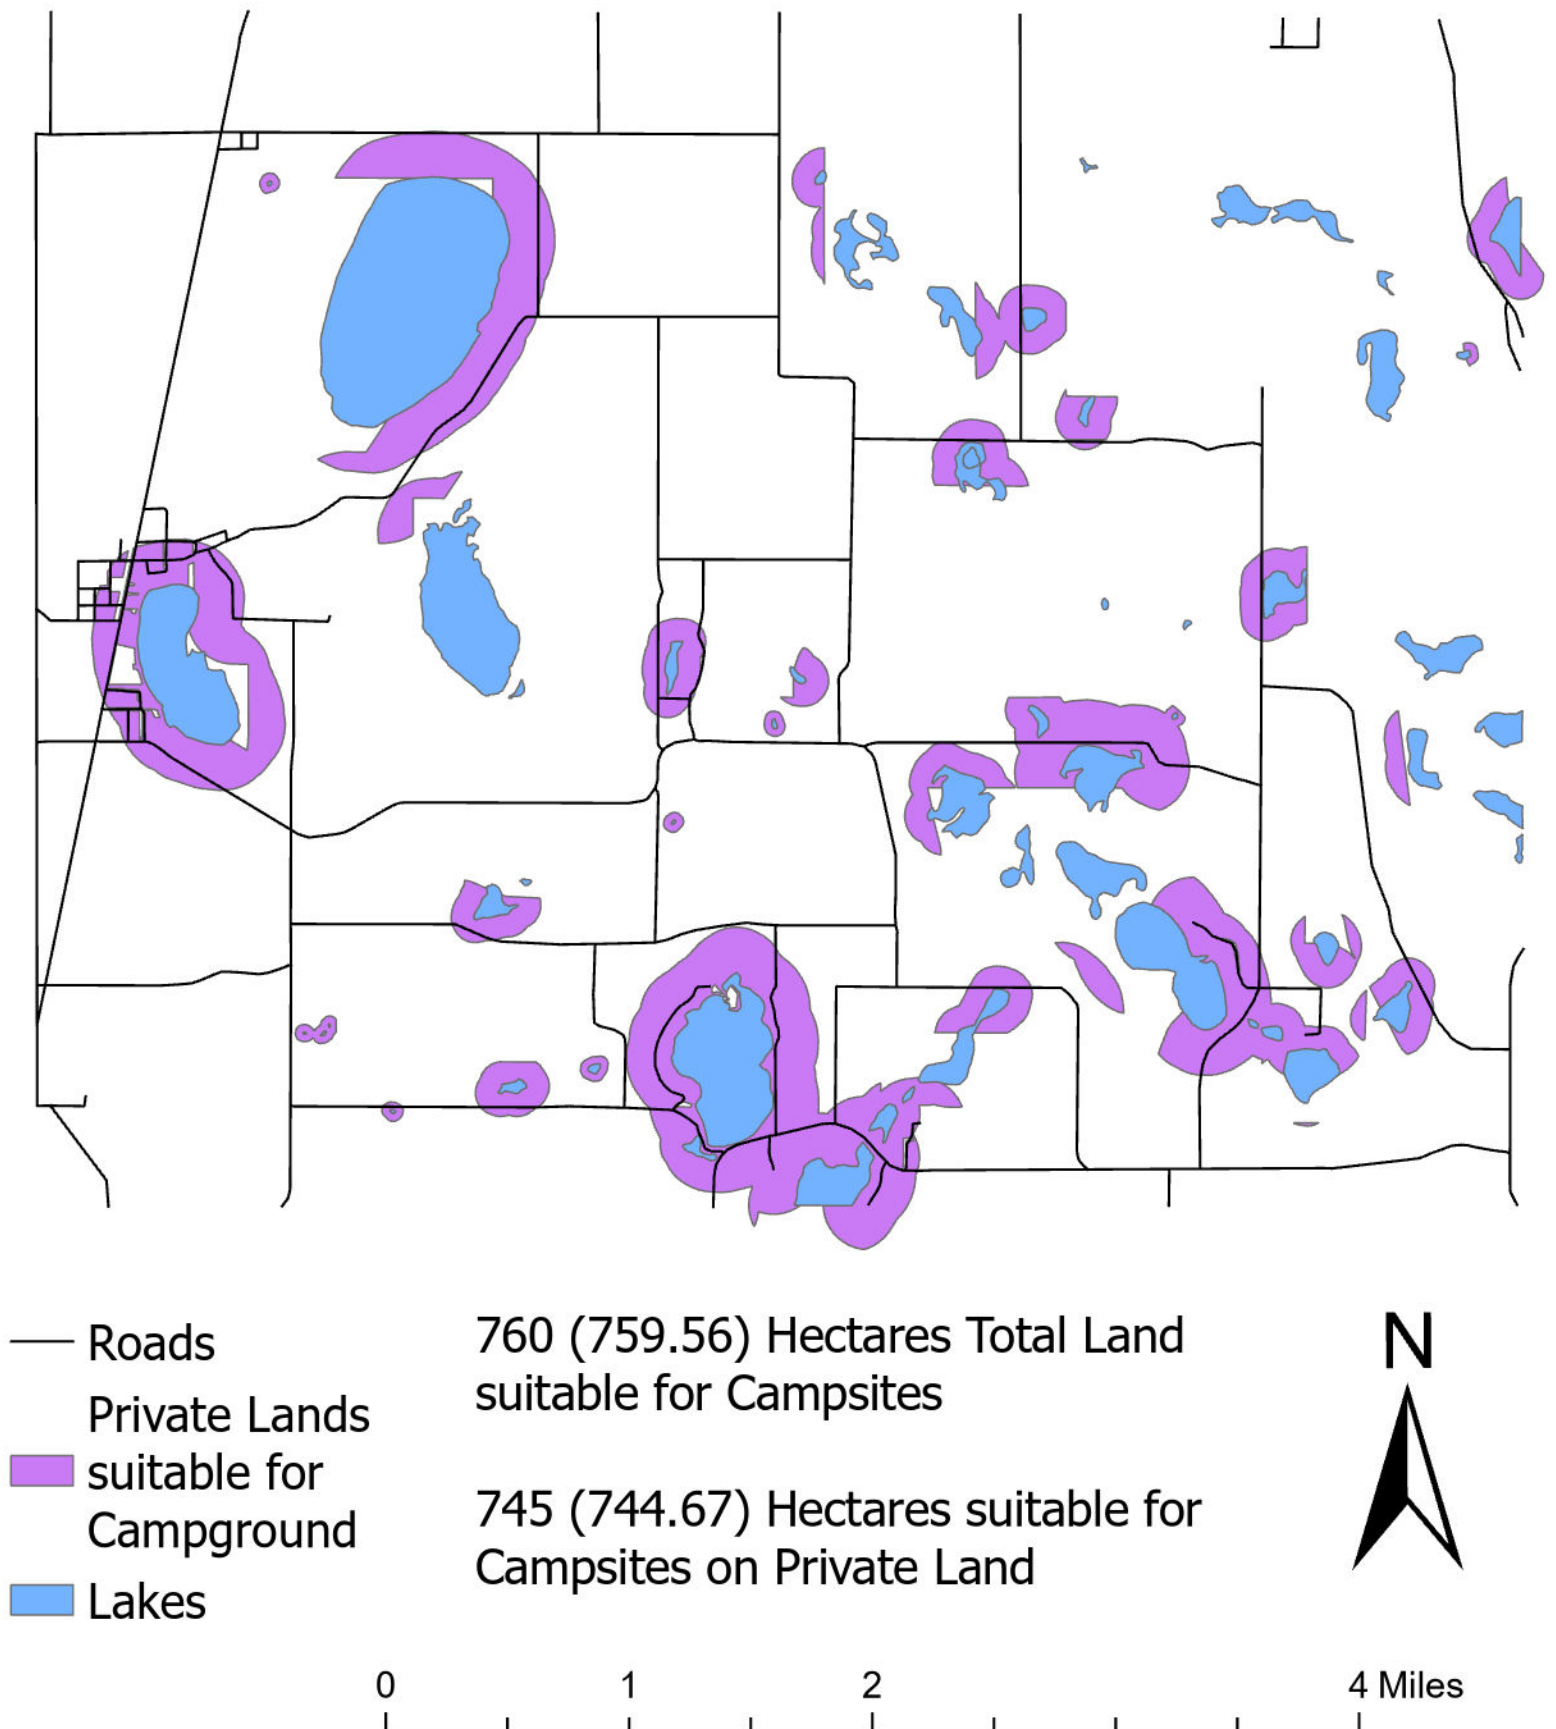 Roads
Private Lands
suitable for
Campground
Lakes
760 (759.56) Hectares Total Land
suitable for Campsites
745 (744.67) Hectares suitable for
Campsites on Private Land
N
0 1 2 4 Miles